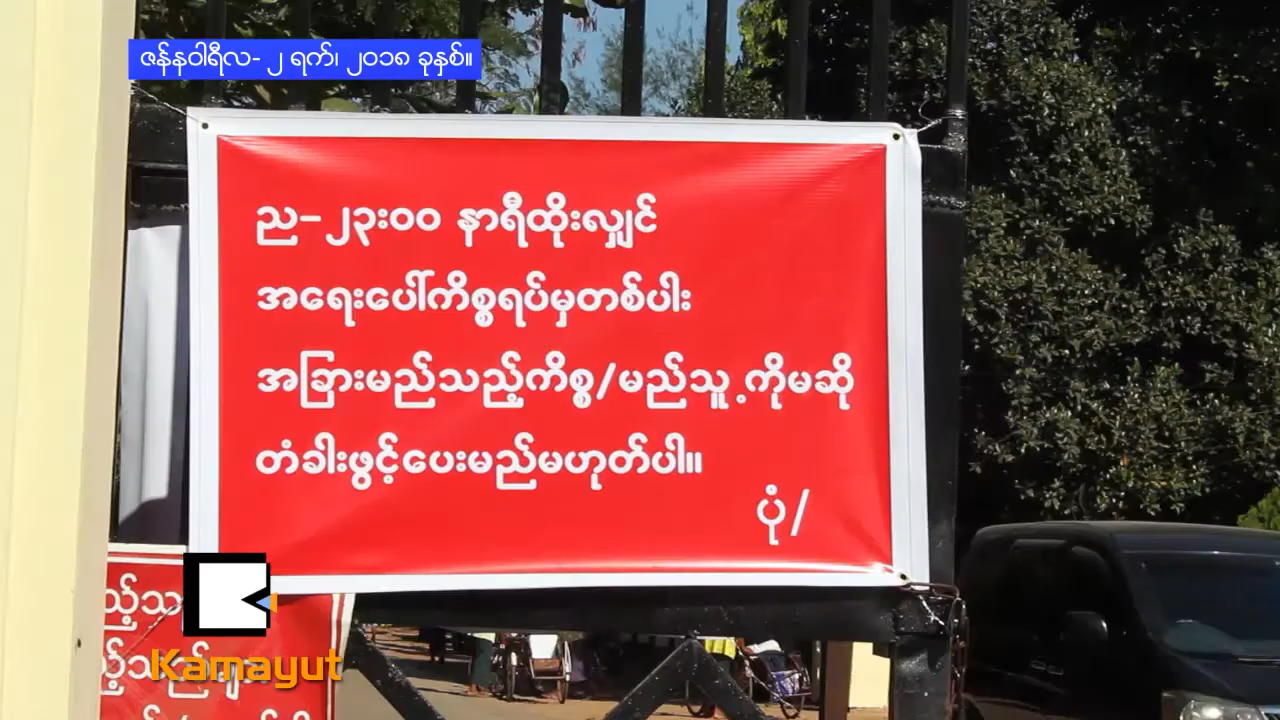 ဇန်နဝါရီလ- ၂ ရက်၊ ၂၀၁၈ ခုနှစ်။
ည-၂၃း၀၀ နာရီထိုးလျှင်
အရေးပေါ်ကိစ္စရပ်မှတစ်ပါး
အခြားမည်သည့်ကိစ္စ/မည်သူ့ကိုမဆို
တံခါးဖွင့်ပေးမည်မဟုတ်ပါ။
ပုံ/
Kamayut